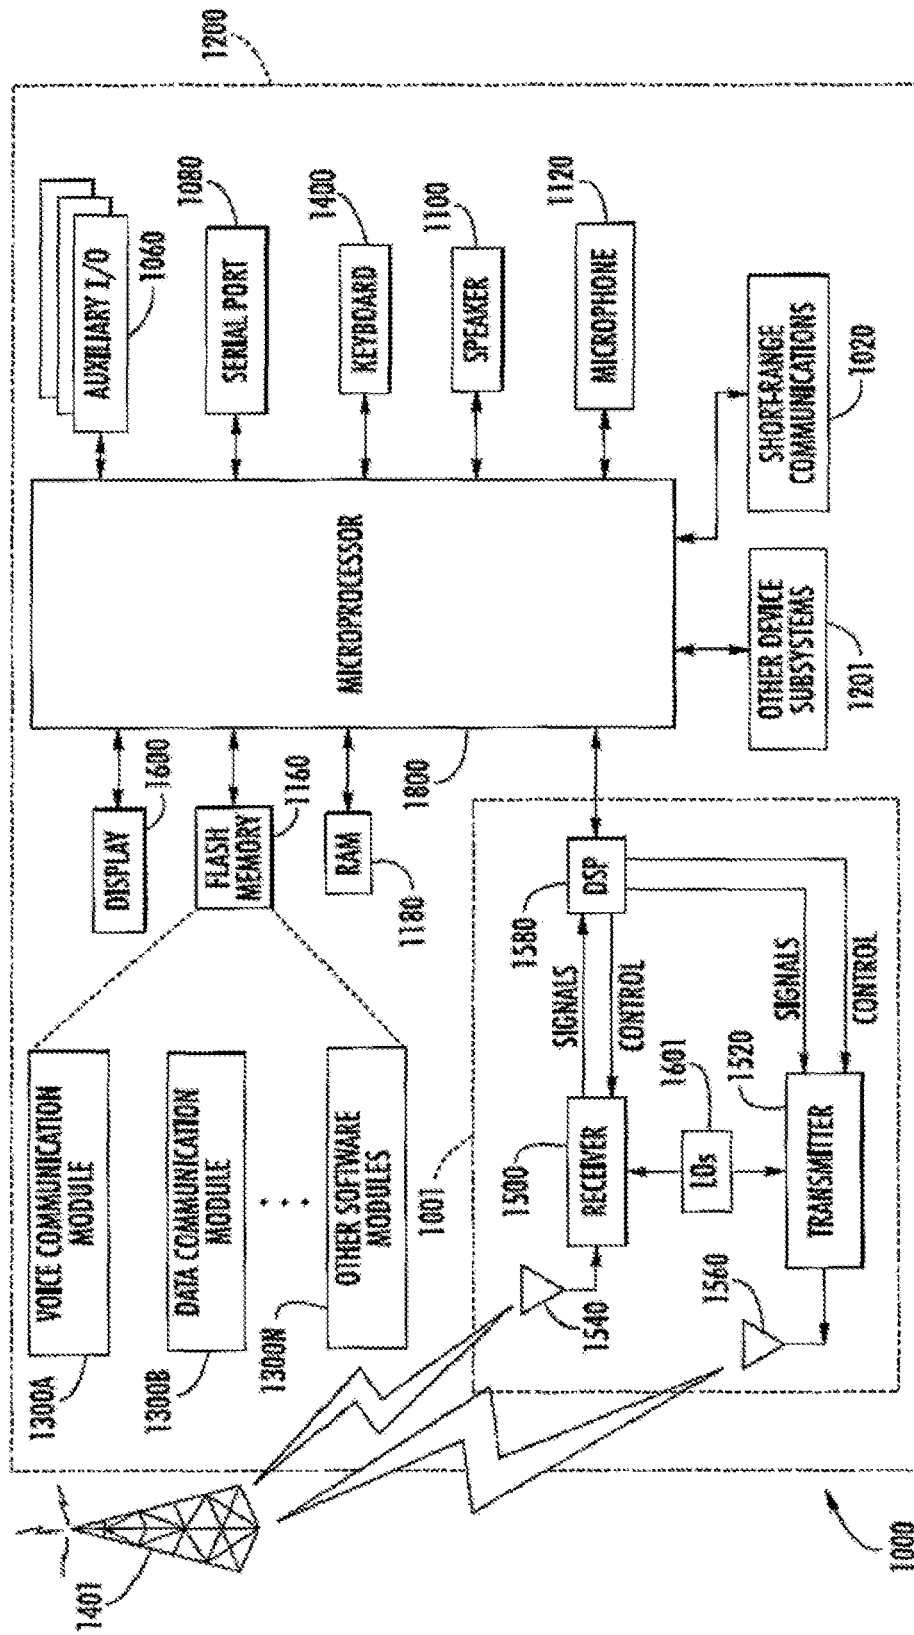 1401
1300A
VOICE COMMUNICATION
MODULE
1300B
DATA COMMUNICATION
MODULE
1300N
OTHER SOFTWARE
MODULES
DISPLAY
1600
FLASH
MEMORY
1160
RAM
1180
1800
MICROPROCESSOR
AUXILIARY I/O
1060
SERIAL PORT
1080
KEYBOARD
1400
SPEAKER
1100
MICROPHONE
1120
1200
1001
1540
1500
RECEIVER
SIGNALS
CONTROL
1580
DSP
1601
LOs
1560
1520
TRANSMITTER
SIGNALS
CONTROL
OTHER DEVICE
SUBSYSTEMS
1201
SHORT-RANGE
COMMUNICATIONS
1020
1000